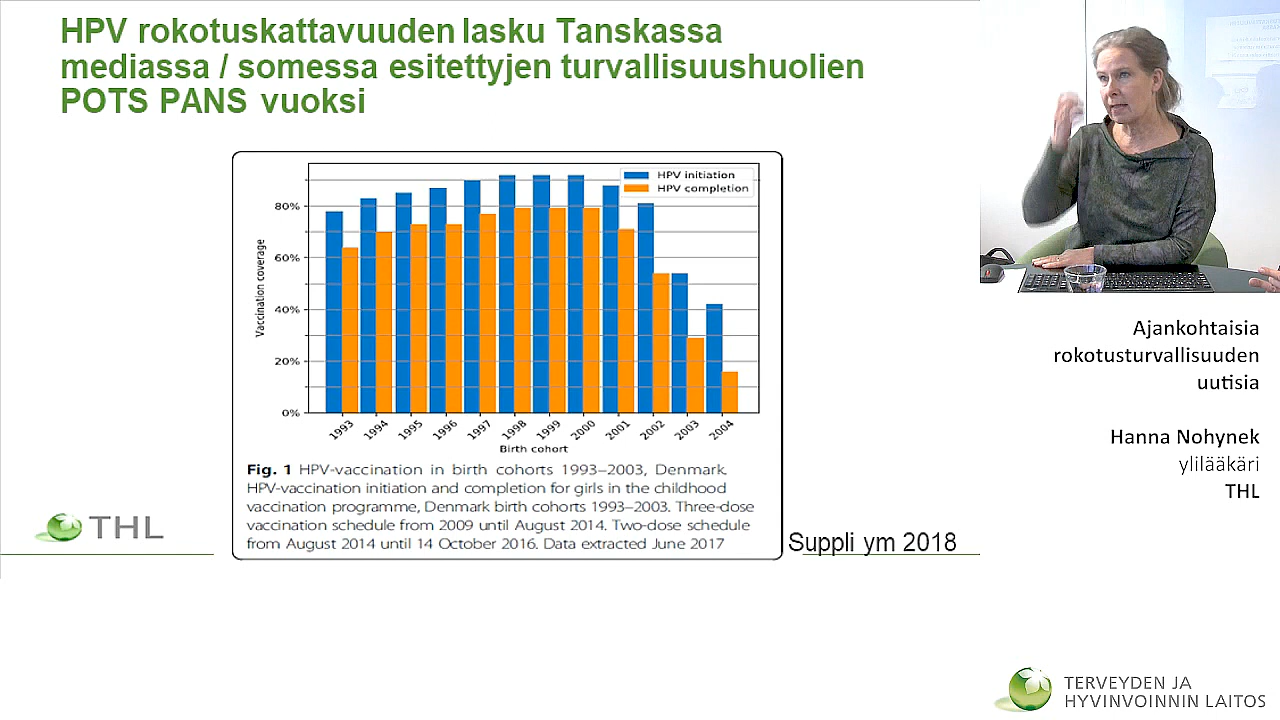 HPV rokotuskattavuuden lasku Tanskassa
mediassa / somessa esitettyjen turvallisuushuolien
POTS PANS vuoksi
HPV initiation
HPV completion
80%
60%
40%
20%
0%
Vaccination coverage
1993
1994
1995
1996
1997
1998
1999
2000
2001
2002
2003
2004
Birth cohort
Fig. 1 HPV-vaccination in birth cohorts 1993–2003, Denmark.
HPV-vaccination initiation and completion for girls in the childhood
vaccination programme, Denmark birth cohorts 1993–2003. Three-dose
vaccination schedule from 2009 until August 2014. Two-dose schedule
from August 2014 until 14 October 2016. Data extracted June 2017
THL
Suppli ym 2018
Ajankohtaisia
rokotusturvallisuuden
uutisia
Hanna Nohynek
ylilääkäri
THL
TERVEYDEN JA
HYVINVOINNIN LAITOS